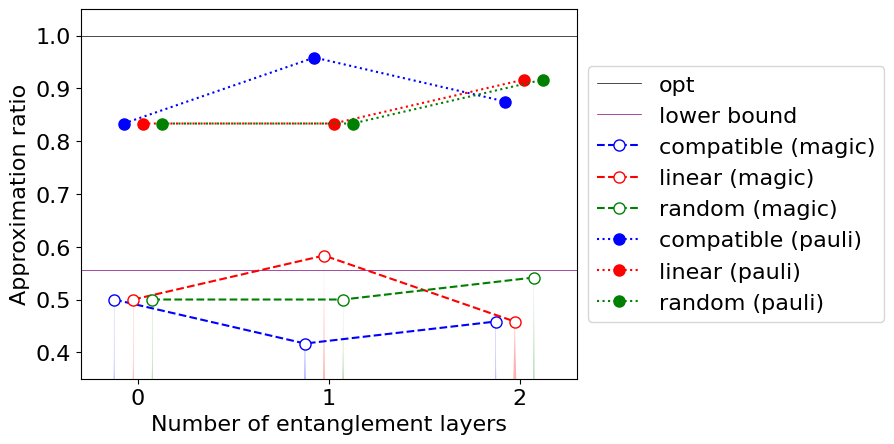 1.0
0.9
0.8
0.7
0.6
0.5
0.4
Approximation ratio
0 1 2
Number of entanglement layers
opt
lower bound
compatible (magic)
linear (magic)
random (magic)
compatible (pauli)
linear (pauli)
random (pauli)